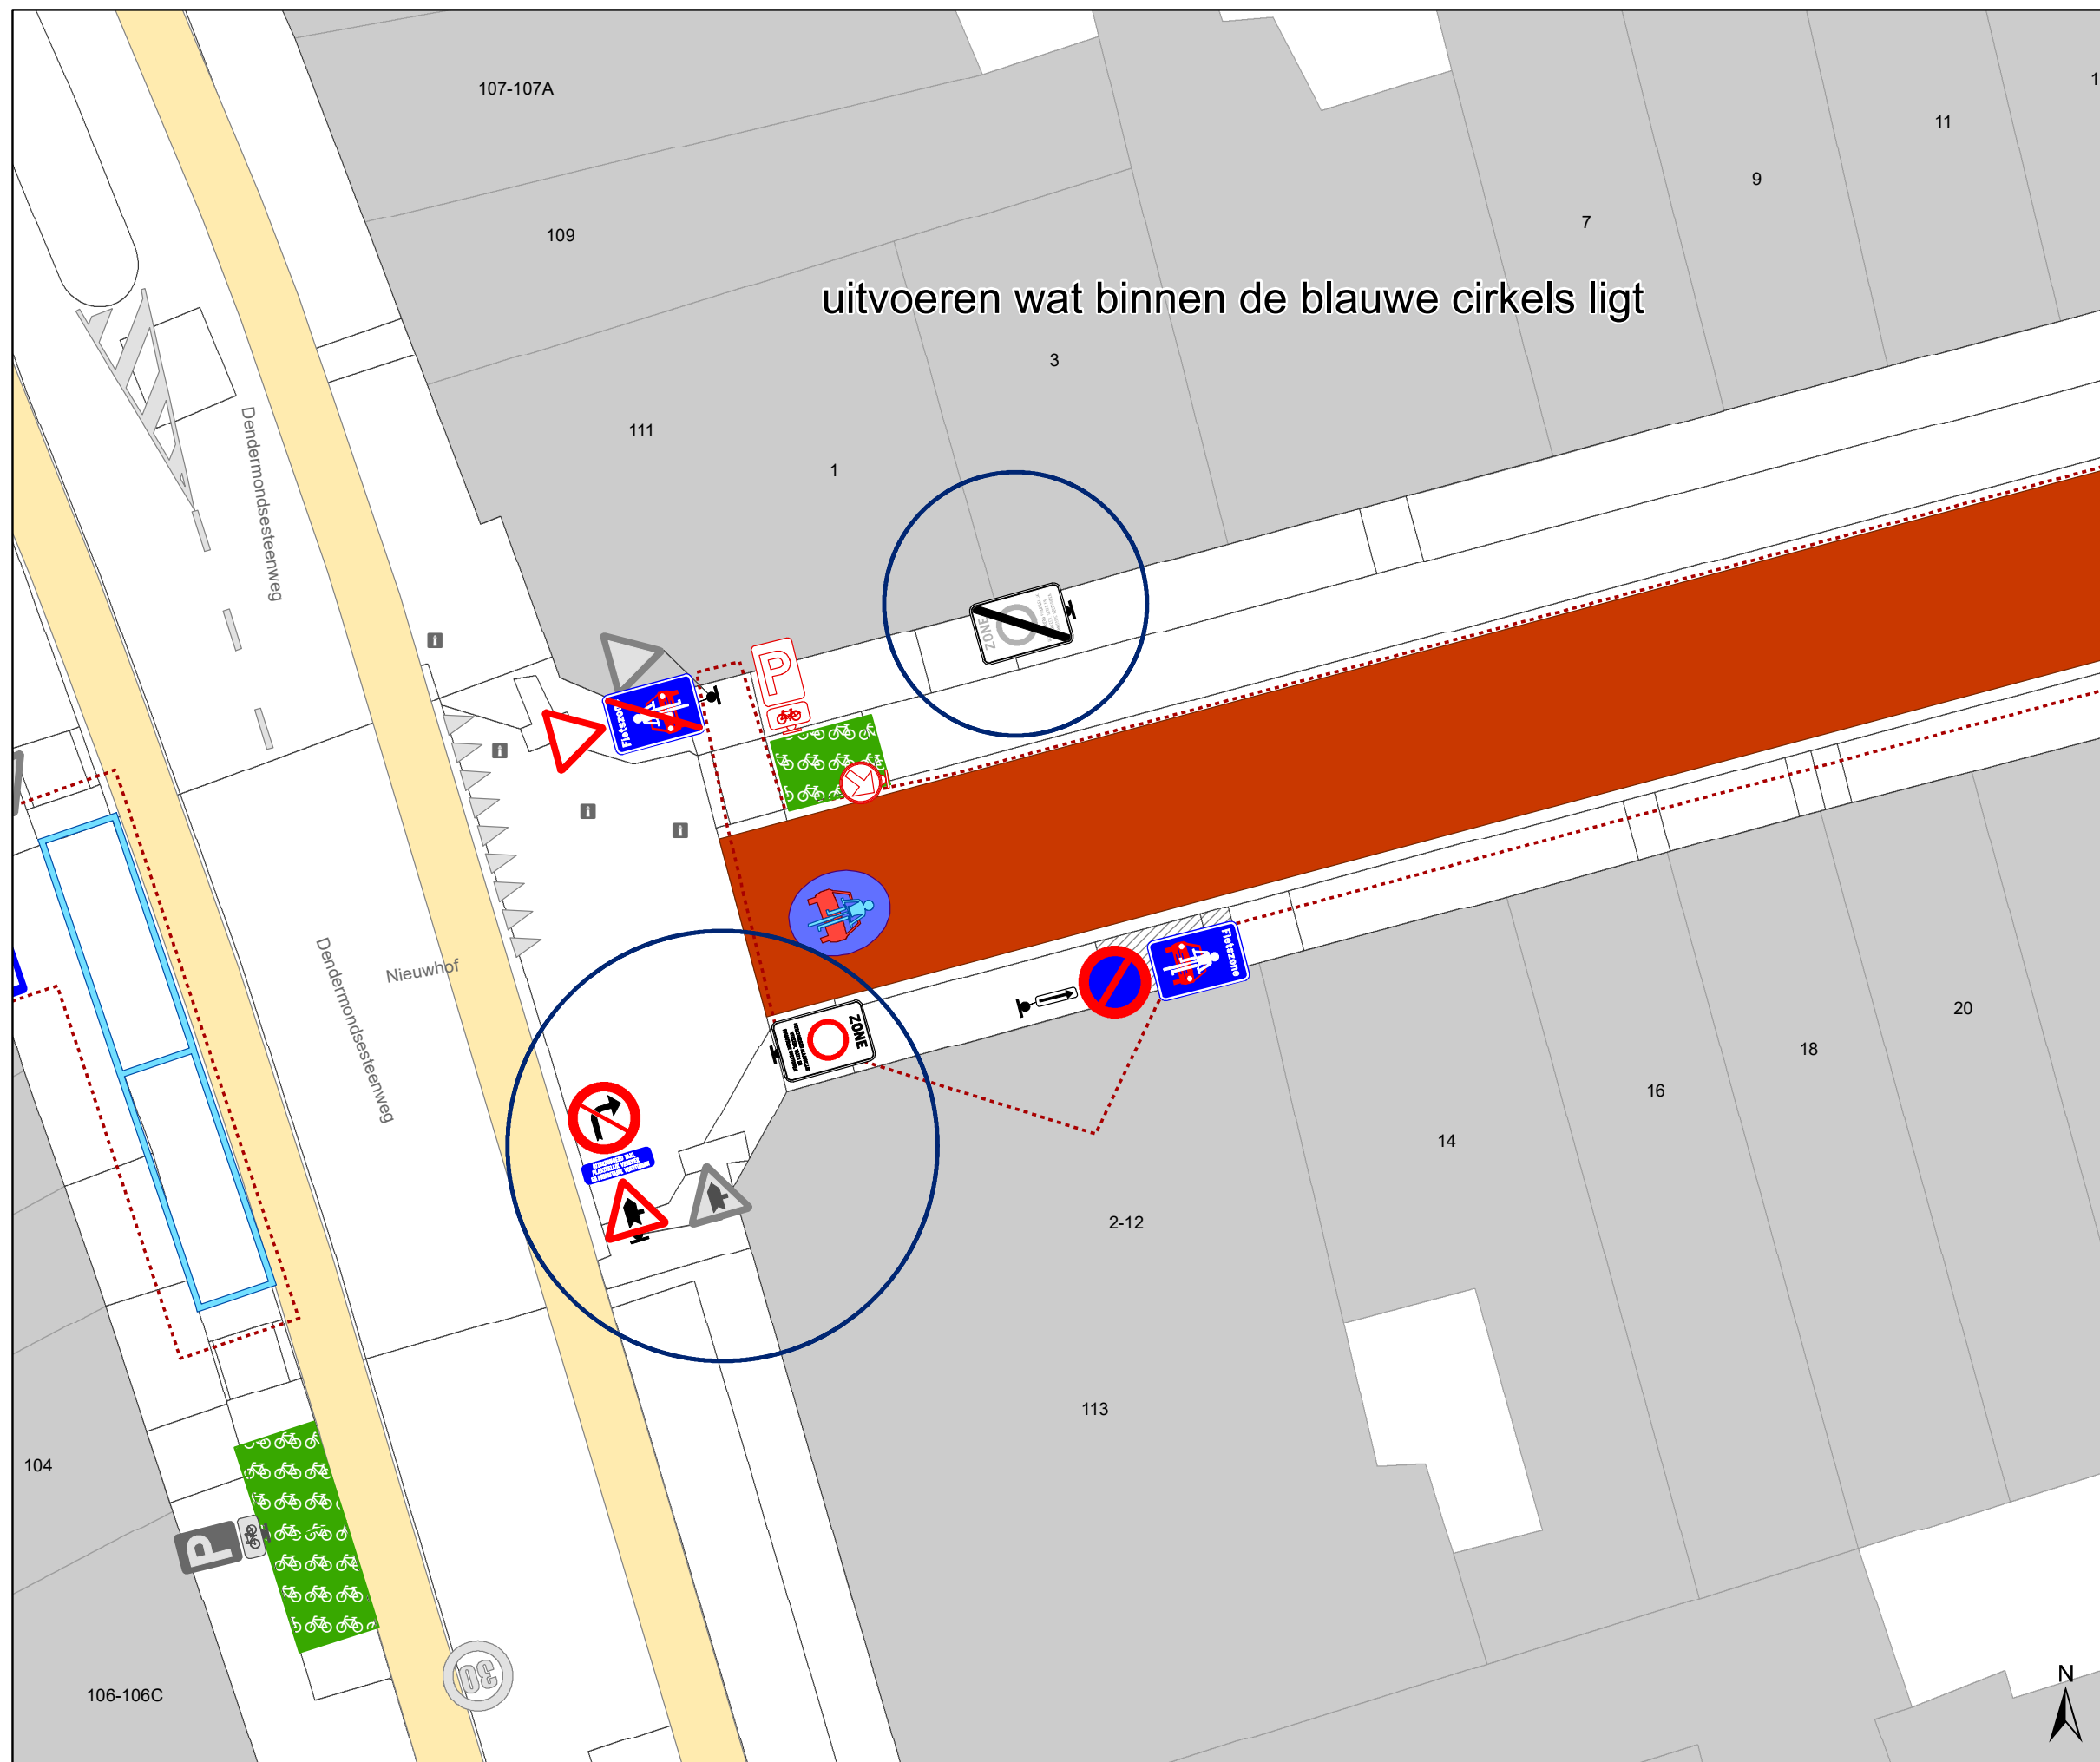 107-107A
1
11
9
7
109
uitvoeren wat binnen de blauwe cirkels ligt
3
111
1
Dendermondsesteenweg
ZONE
P
Fietszone
Nieuwhof
Dendermondsesteenweg
Fietszone
ZONE
20
18
16
14
2-12
113
104
P
30
106-106C
N